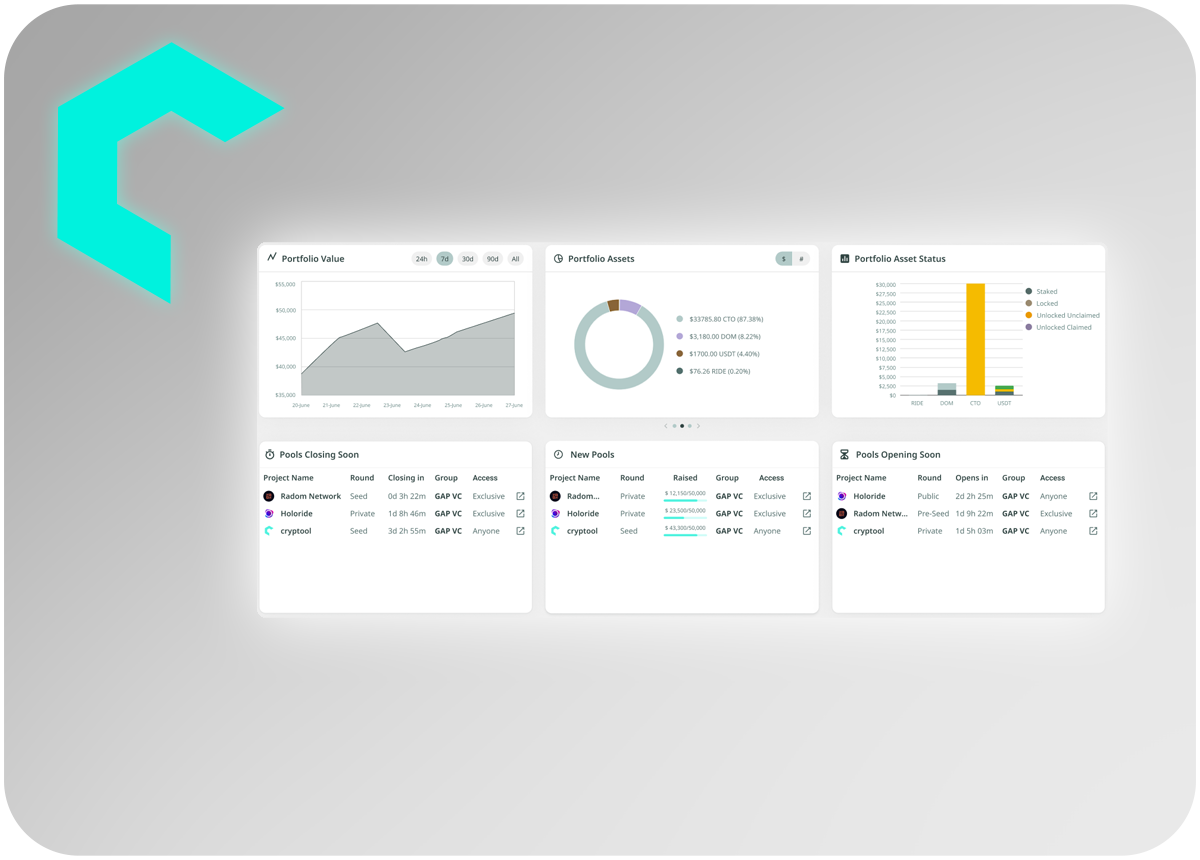 Portfolio Value 24h 7d 30d 90d All
$55,000
$50,000
$45,000
$40,000
$35,000
20-June 21-June 22-June 23-June 24-June 25-June 26-June 27-June
Portfolio Assets $ #
$33785.80 CTO (87.38%)
$3,180.00 DOM (8.22%)
$1700.00 USDT (4.40%)
$76.26 RIDE (0.20%)
Portfolio Asset Status
$30,000
$27,500
$25,000
$22,500
$20,000
$17,500
$15,000
$12,500
$10,000
$7,500
$5,000
$2,500
$0
RIDE DOM CTO USDT
Staked
Locked
Unlocked Unclaimed
Unlocked Claimed
Pools Closing Soon
Project Name Round Closing in Group Access
Radom Network Seed 0d 3h 22m GAP VC Exclusive
Holoride Private 1d 8h 46m GAP VC Exclusive
cryptool Seed 3d 2h 55m GAP VC Anyone
New Pools
Project Name Round Raised Group Access
Radom... Private $ 12,150/50,000 GAP VC Exclusive
Holoride Private $ 23,500/50,000 GAP VC Exclusive
cryptool Seed $ 43,300/50,000 GAP VC Anyone
Pools Opening Soon
Project Name Round Opens in Group Access
Holoride Public 2d 2h 25m GAP VC Anyone
Radom Netw... Pre-Seed 1d 9h 22m GAP VC Exclusive
cryptool Private 1d 5h 03m GAP VC Anyone